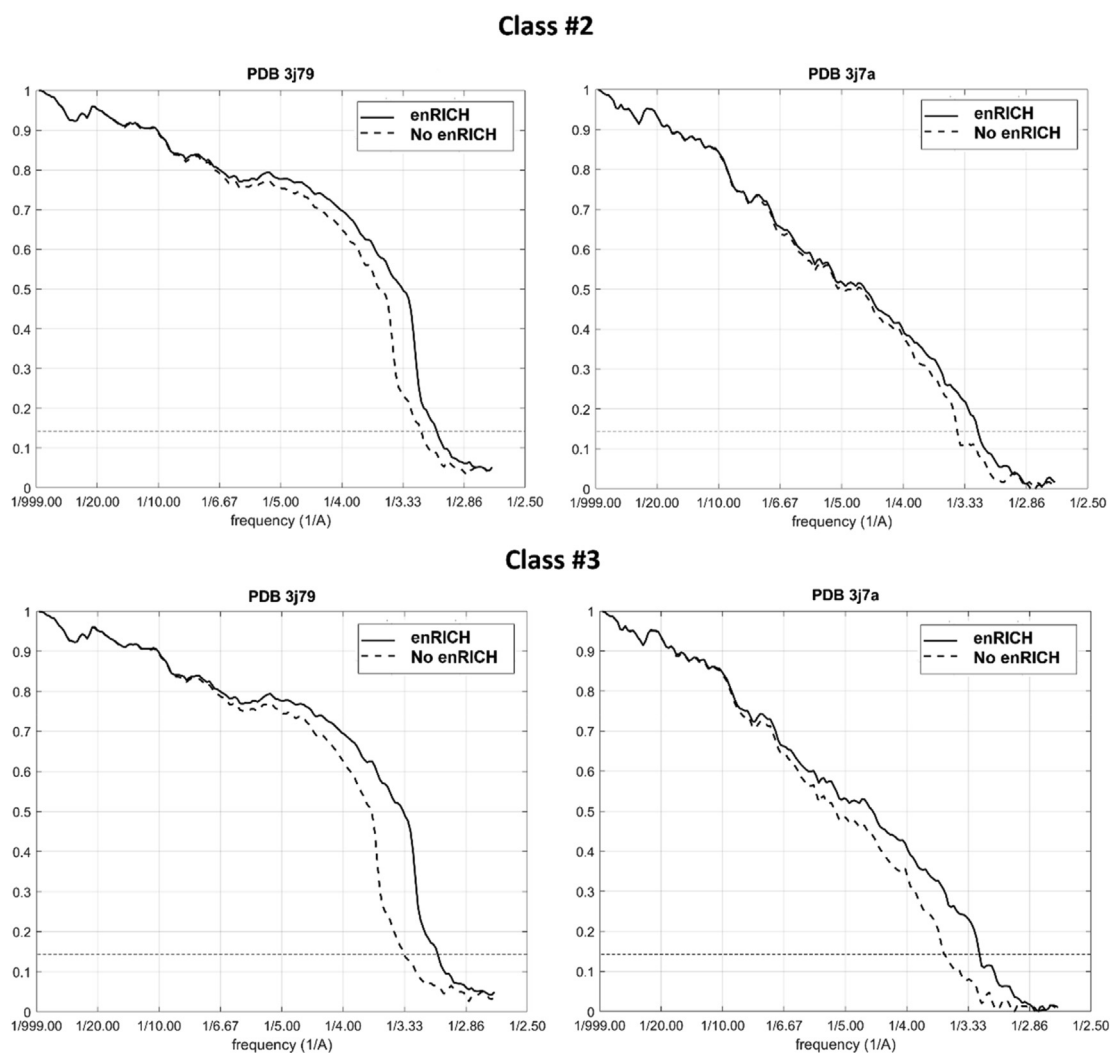 Class #2
PDB 3j79
enRICH
No enRICH
1
0.9
0.8
0.7
0.6
0.5
0.4
0.3
0.2
0.1
0
1/9999.00 1/20.00 1/10.00 1/6.67 1/5.00 1/4.00 1/3.33 1/2.86 1/2.50
frequency (1/A)
PDB 3j7a
enRICH
No enRICH
1
0.9
0.8
0.7
0.6
0.5
0.4
0.3
0.2
0.1
0
1/9999.00 1/20.00 1/10.00 1/6.67 1/5.00 1/4.00 1/3.33 1/2.86 1/2.50
frequency (1/A)
Class #3
PDB 3j79
enRICH
No enRICH
1
0.9
0.8
0.7
0.6
0.5
0.4
0.3
0.2
0.1
0
1/9999.00 1/20.00 1/10.00 1/6.67 1/5.00 1/4.00 1/3.33 1/2.86 1/2.50
frequency (1/A)
PDB 3j7a
enRICH
No enRICH
1
0.9
0.8
0.7
0.6
0.5
0.4
0.3
0.2
0.1
0
1/9999.00 1/20.00 1/10.00 1/6.67 1/5.00 1/4.00 1/3.33 1/2.86 1/2.50
frequency (1/A)